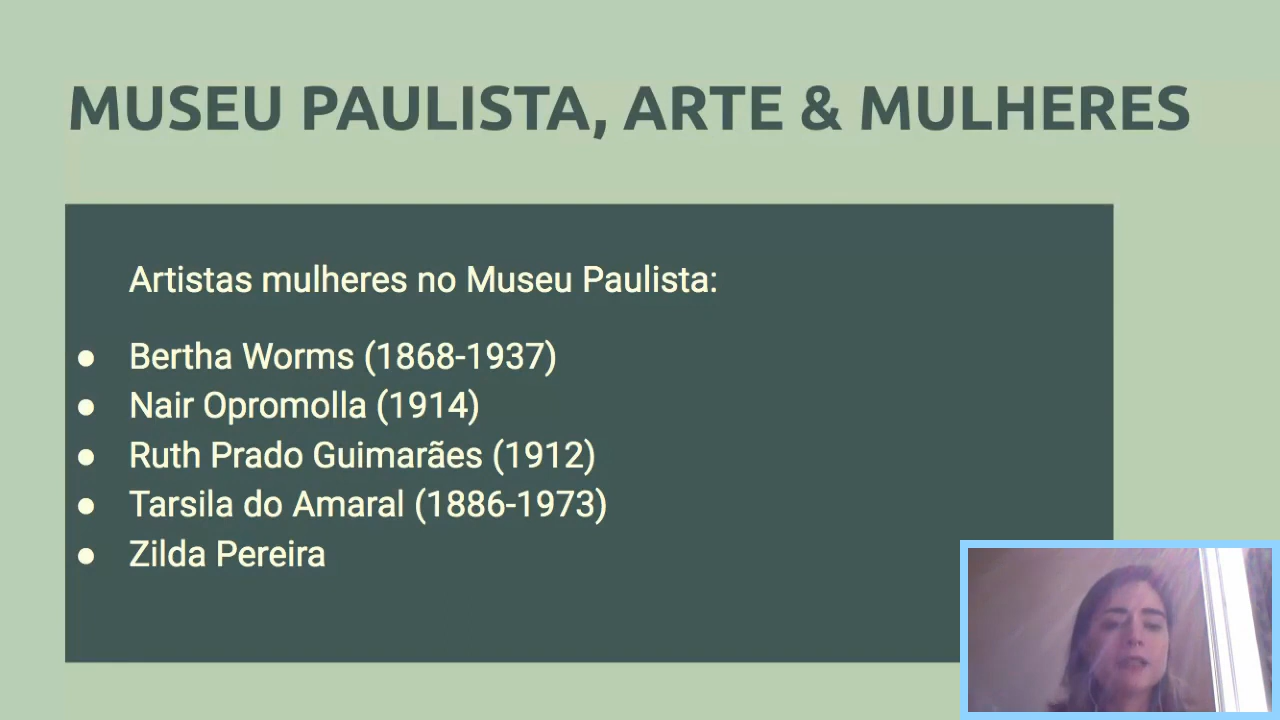 MUSEU PAULISTA, ARTE & MULHERES
Artistas mulheres no Museu Paulista:
● Bertha Worms (1868-1937)
● Nair Opromolla (1914)
● Ruth Prado Guimarães (1912)
● Tarsila do Amaral (1886-1973)
● Zilda Pereira